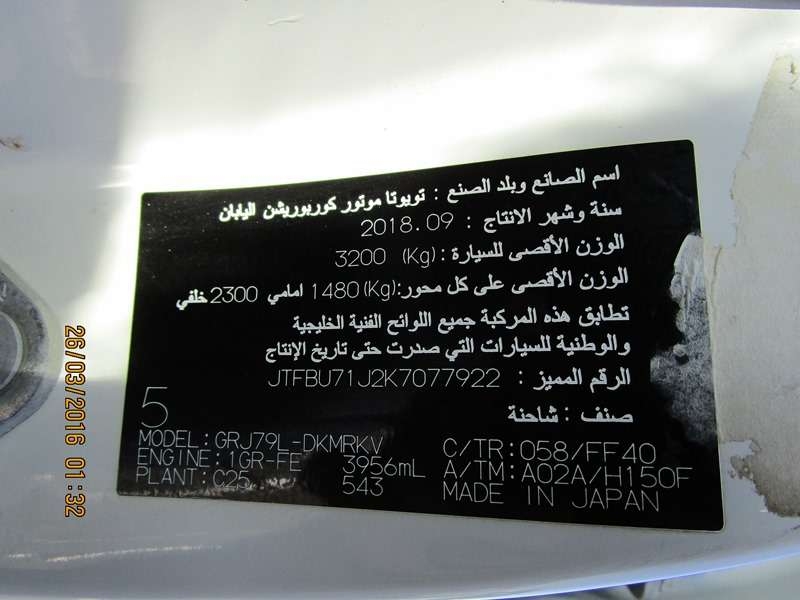 اسم الصانع وبلد الصنع : تويوتا موتور كوربوريشن اليابان
سنة وشهر الانتاج : 2018.09
الوزن الأقصى للسيارة: 3200 (Kg)
الوزن الأقصى على كل محور: 1480(Kg) امامي 2300 خلفي
تطابق هذه المركبة جميع اللوائح الفنية الخليجية
والوطنية للسيارات التي صدرت حتى تاريخ الإنتاج
الرقم المميز : JTFBU71J2K7077922
صنف : شاحنة
5
MODEL: GRJ79L-DKMRKV
ENGINE: 1GR-FE 3956mL
PLANT: C25 543
C/TR: 058/FF40
A/TM: A02A/H150F
MADE IN JAPAN
26/03/2016 01:32